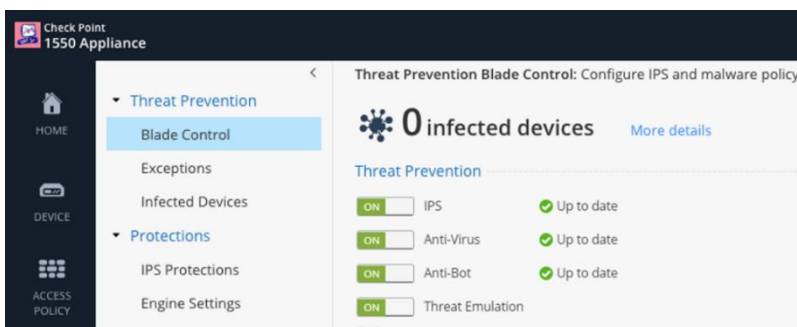 Check Point
1550 Appliance
HOME
DEVICE
ACCESS
POLICY
<
Threat Prevention
Blade Control
Exceptions
Infected Devices
Protections
IPS Protections
Engine Settings
Threat Prevention Blade Control: Configure IPS and malware policy
0 infected devices More details
Threat Prevention
ON IPS Up to date
ON Anti-Virus Up to date
ON Anti-Bot Up to date
ON Threat Emulation